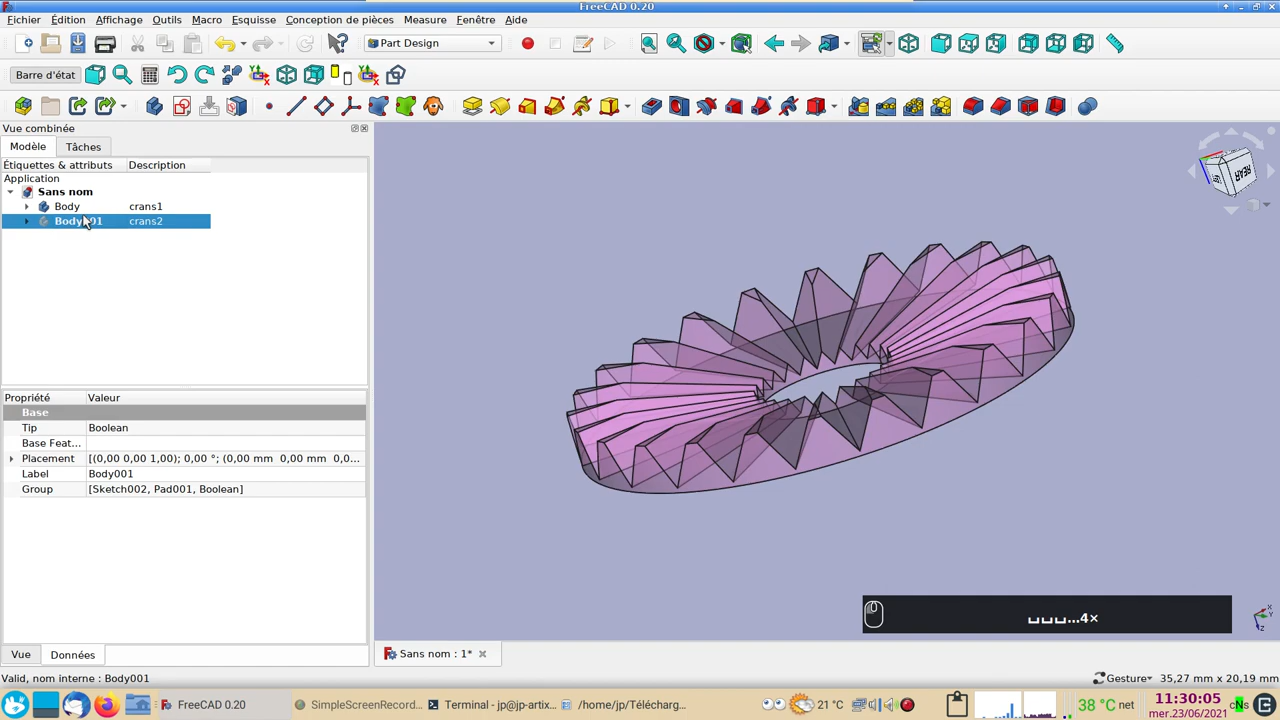 FreeCAD 0.20
Fichier Édition Affichage Outils Macro Esquisse Conception de pièces Measure Fenêtre Aide
Part Design
Barre d'état
Vue combinée
Modèle Tâches
Étiquettes & attributs Description
Application
Sans nom
Body crans1
Body001 crans2
REAR
Propriété Valeur
Base
Tip Boolean
Base Feat...
Placement [(0,00 0,00 1,00); 0,00 °; (0,00 mm 0,00 mm 0,0...
Label Body001
Group [Sketch002, Pad001, Boolean]
␣␣␣...4×
Vue Données
Sans nom : 1*
Valid, nom interne : Body001
Gesture 35,27 mm x 20,19 mm
FreeCAD 0.20 SimpleScreenRecord... Terminal - jp@jp-artix... /home/jp/Télécharg... 21 °C 38 °C net 11:30:05
mer.23/06/2021